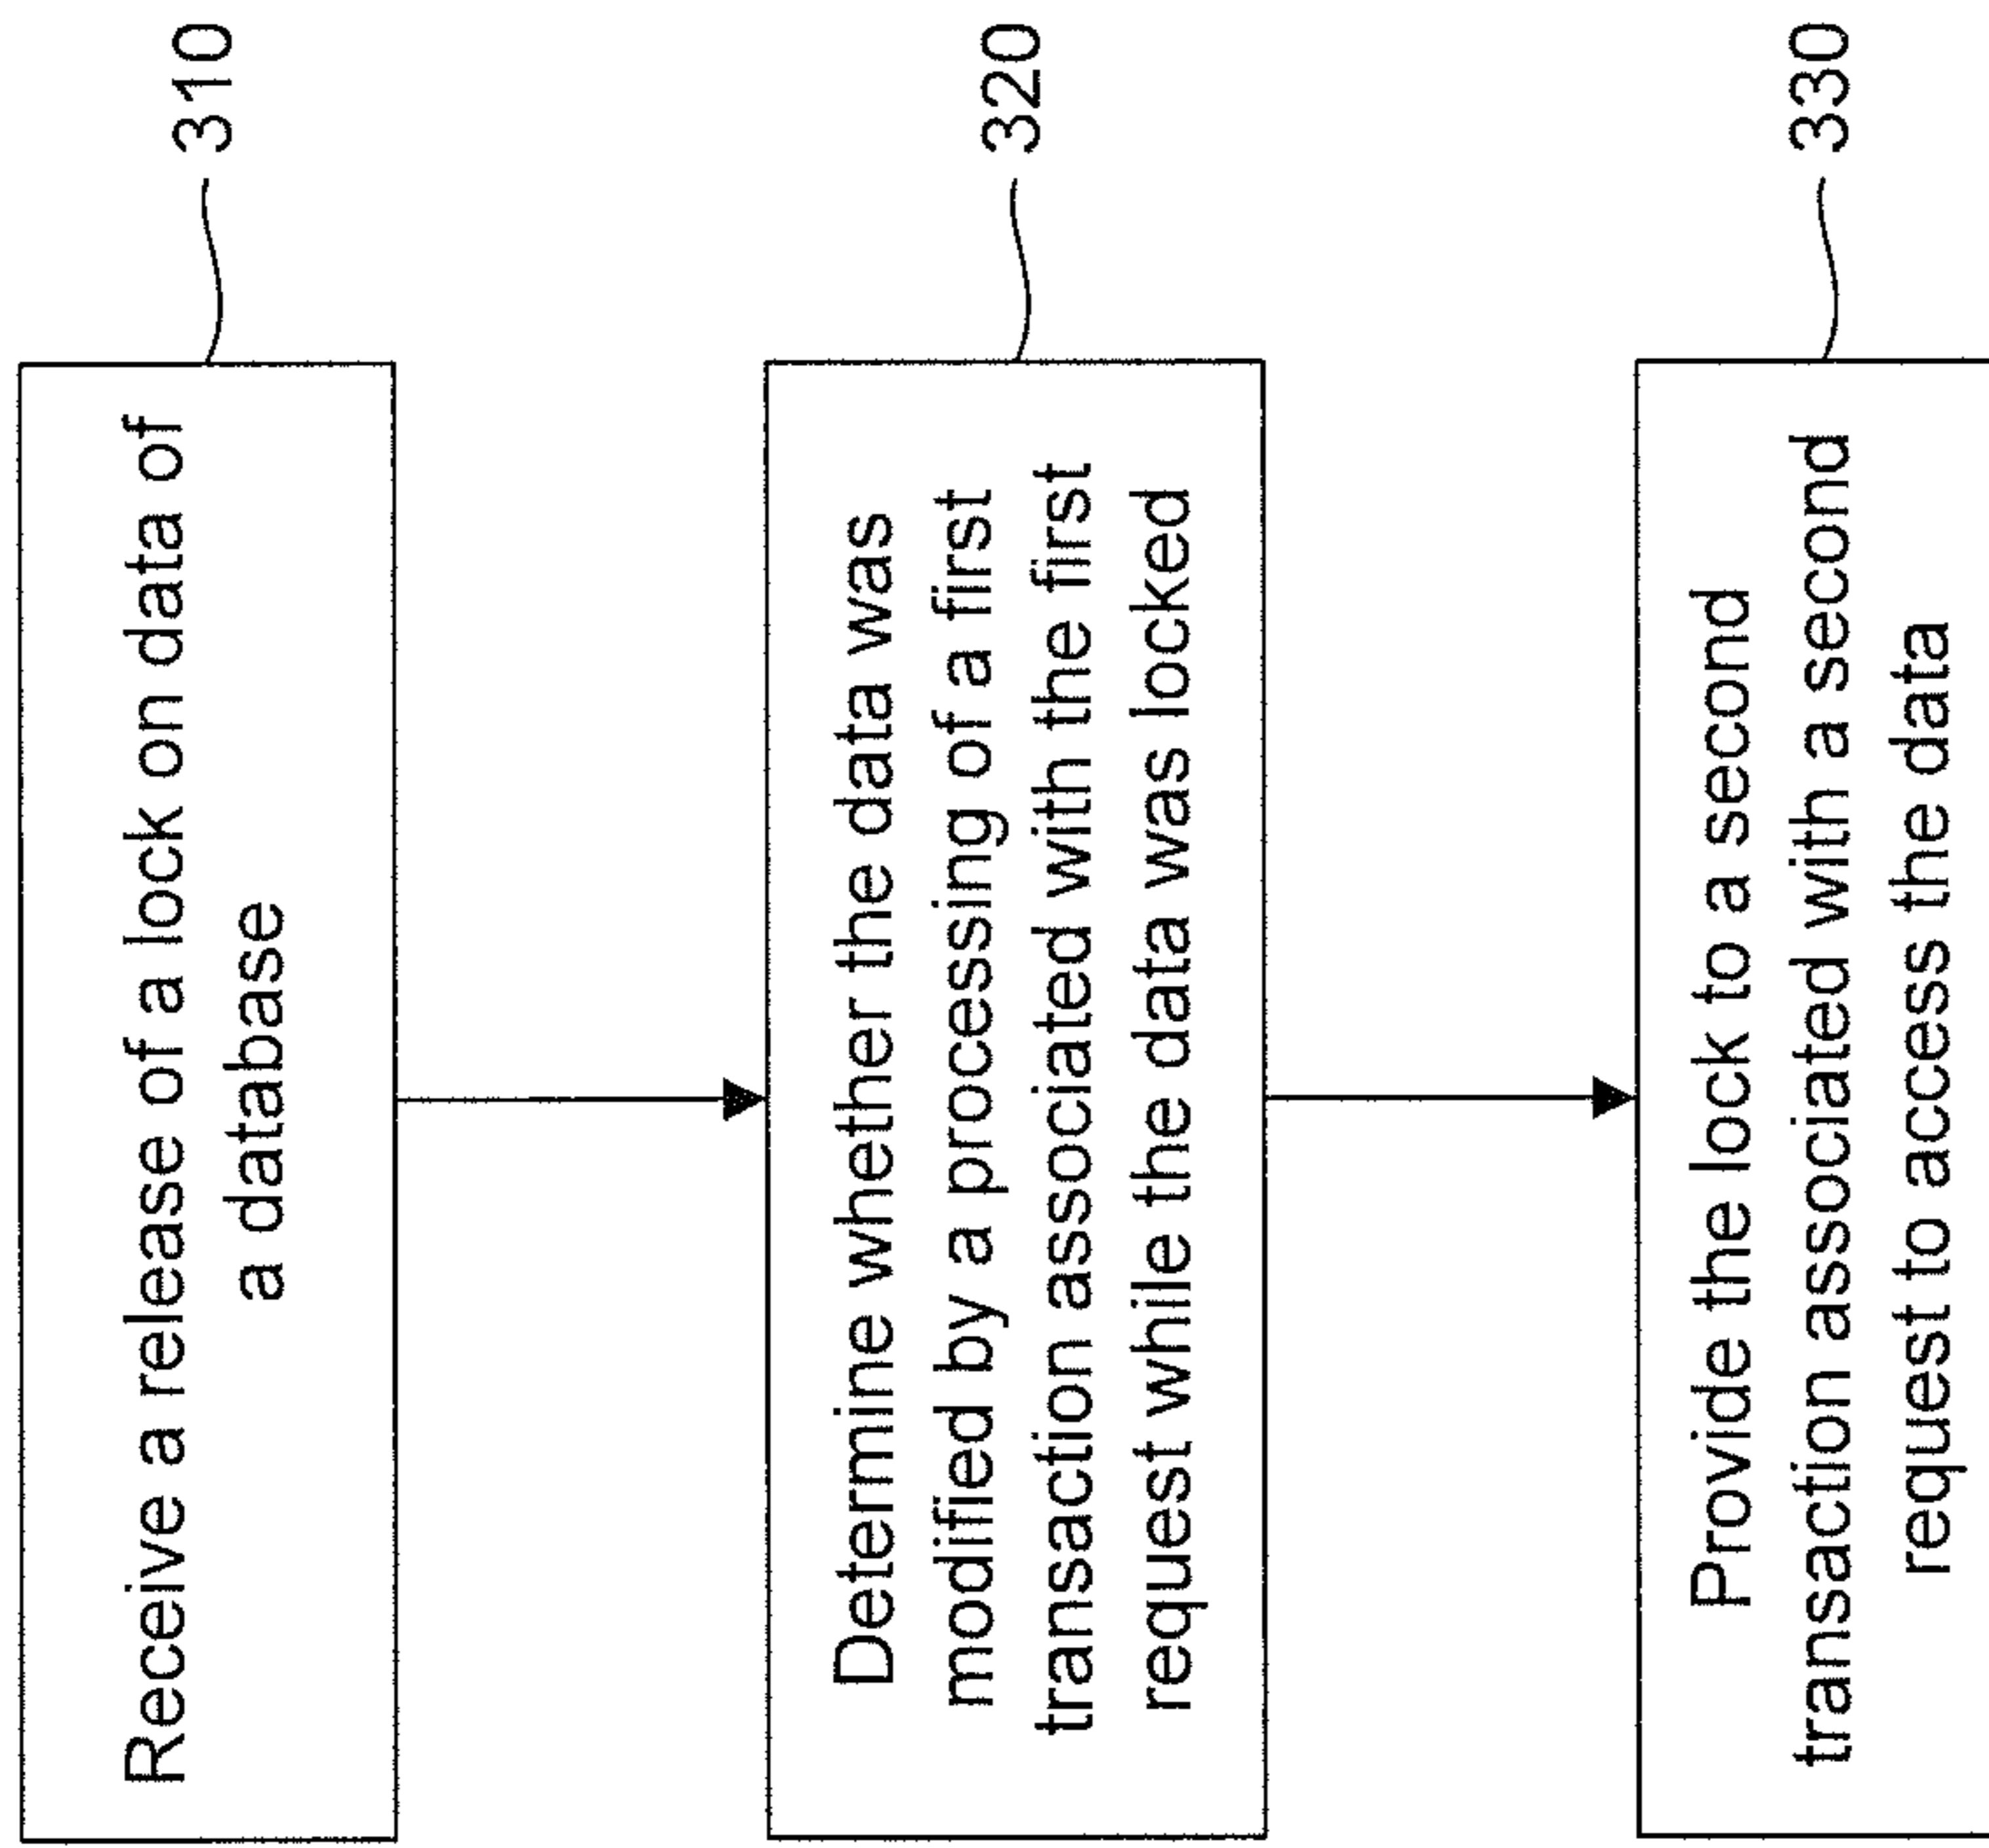 Receive a release of a lock on data of
a database
310
Determine whether the data was
modified by a processing of a first
transaction associated with the first
request while the data was locked
320
Provide the lock to a second
transaction associated with a second
request to access the data
330